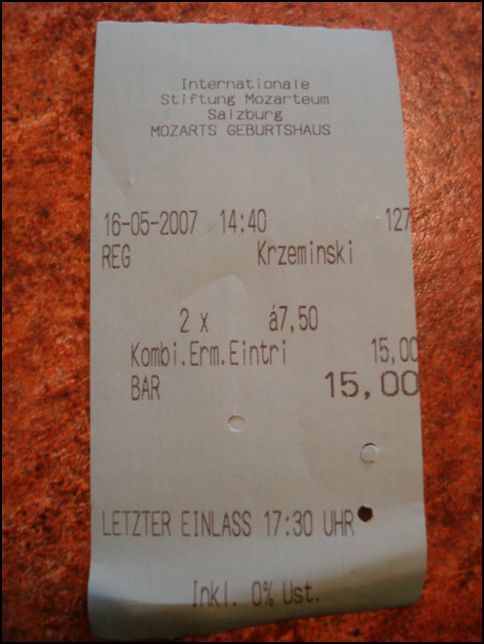 Internationale
Stiftung Mozarteum
Salzburg
MOZARTS GEBURTSHAUS
16-05-2007 14:40 127
REG Krzeminski
2 x á7,50
Kombi.Erm.Eintri 15,00
BAR 15,00
LETZTER EINLASS 17:30 UHR
Inkl. 0% Ust.